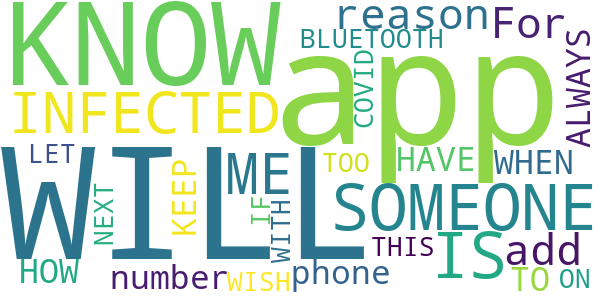 KNOW
app
reason
For
BLUETOOTH
COVID
ALWAYS
INFECTED
LET
WILL
ME
TOO
HAVE
WHEN
NEXT
KEEP
IF
WITH
SOMEONE
HOW
number
WISH
phone
THIS
IS
add
TO
ON